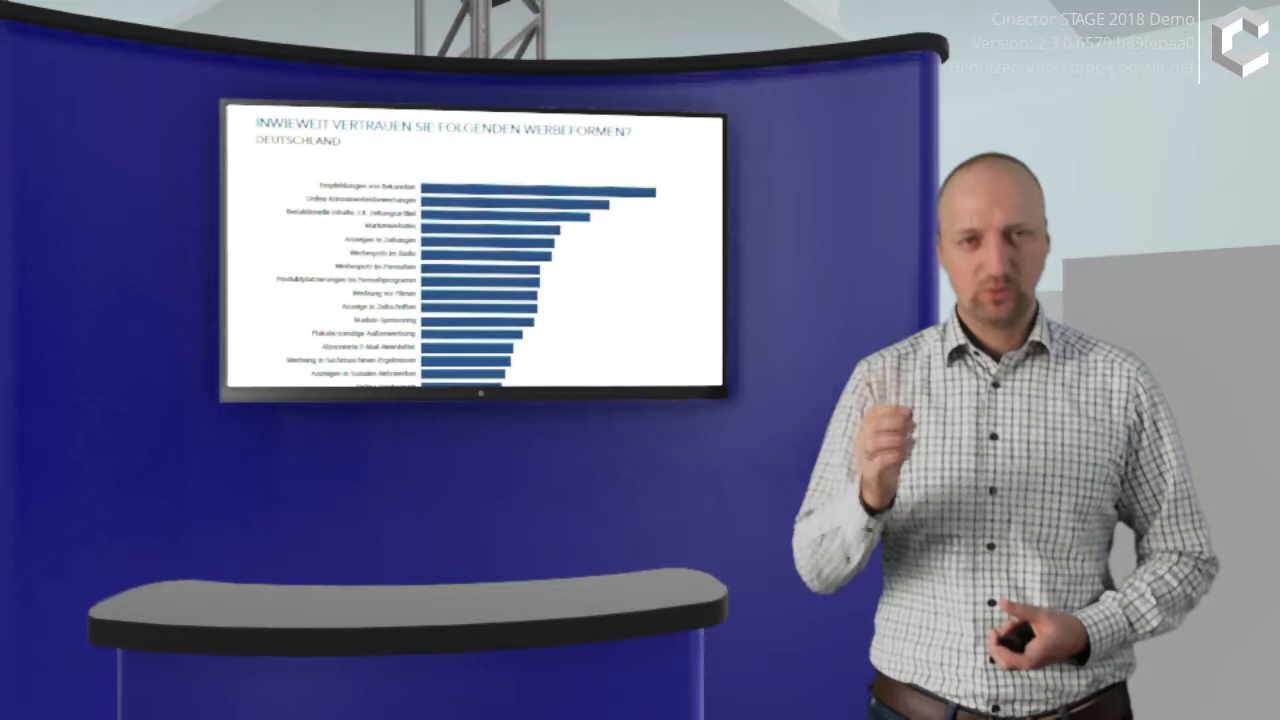 Cinector STAGE 2018 Demo
INWIEWEIT VERTRAUEN SIE FOLGENDEN WERBEFORMEN?
DEUTSCHLAND
Empfehlungen von Bekannten
Online-Konsumentenbewertungen
Redaktionelle Inhalte, z.B. Zeitungsartikel
Markenwebsites
Anzeigen in Zeitungen
Werbespots im Radio
Werbespots im Fernsehen
Produktplatzierungen im Fernsehprogramm
Werbung vor Filmen
Anzeige in Zeitschriften
Marken-Sponsoring
Plakate/sonstige Außenwerbung
Abonnierte E-Mail-Newsletter
Werbung in Suchmaschinen-Ergebnissen
Anzeigen in Sozialen Netzwerken